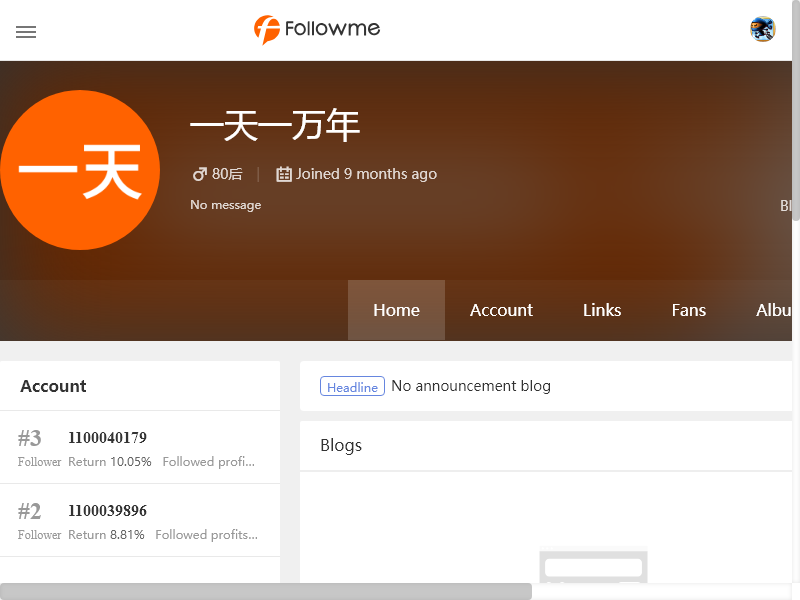 Followme
一天
一天一万年
80后 | Joined 9 months ago
No message
Bl
Home Account Links Fans Albu
Account
Headline No announcement blog
#3 1100040179
Follower Return 10.05% Followed profi...
Blogs
#2 1100039896
Follower Return 8.81% Followed profits...